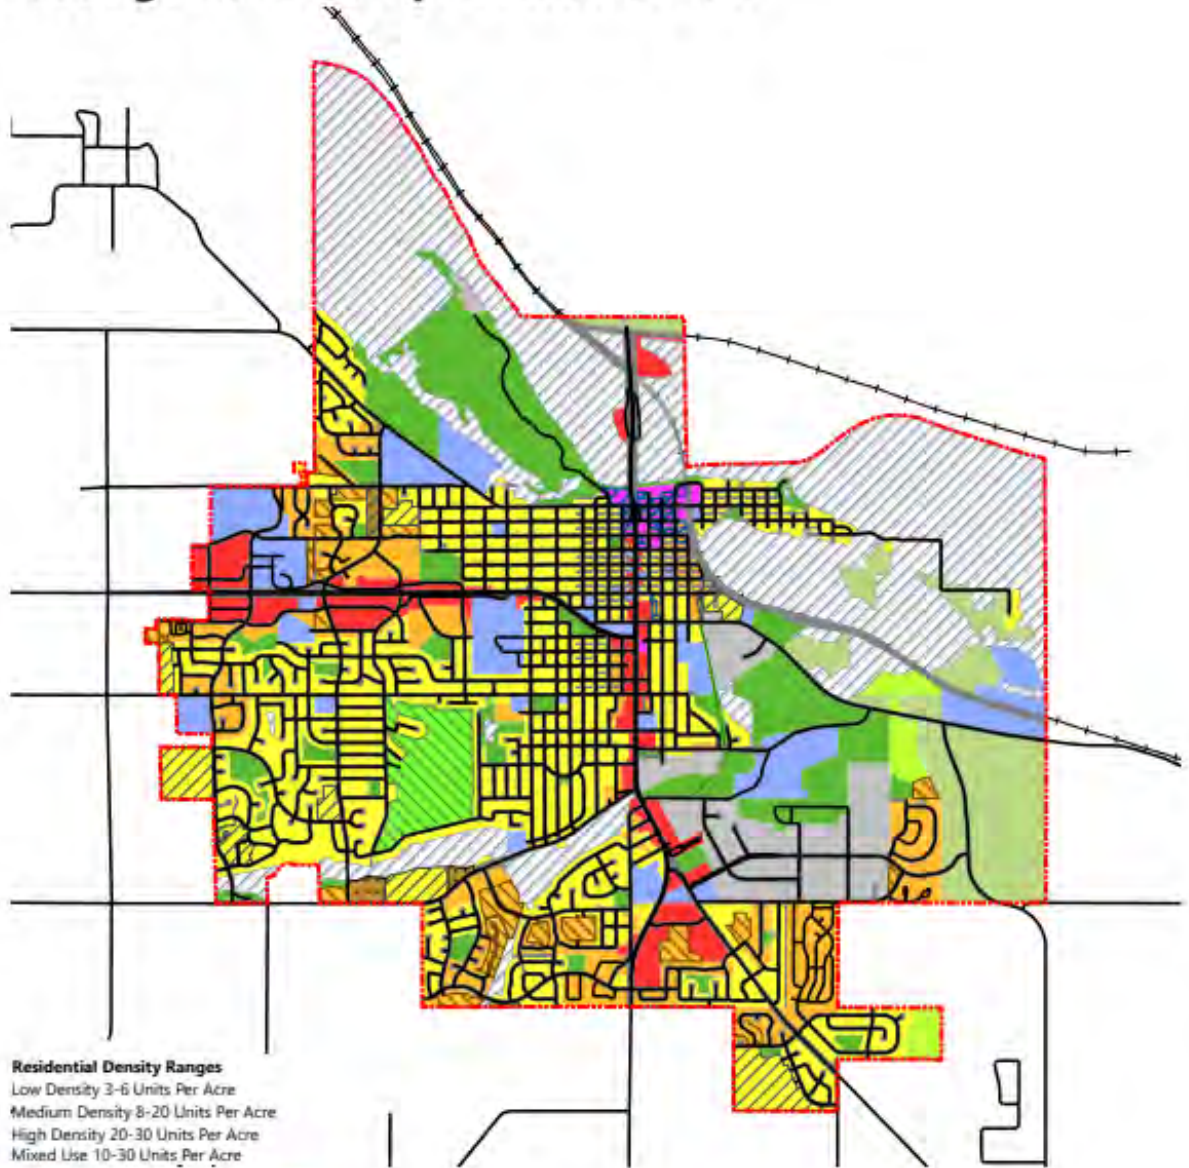 Residential Density Ranges
Low Density 3-6 Units Per Acre
Medium Density 8-20 Units Per Acre
High Density 20-30 Units Per Acre
Mixed Use 10-30 Units Per Acre